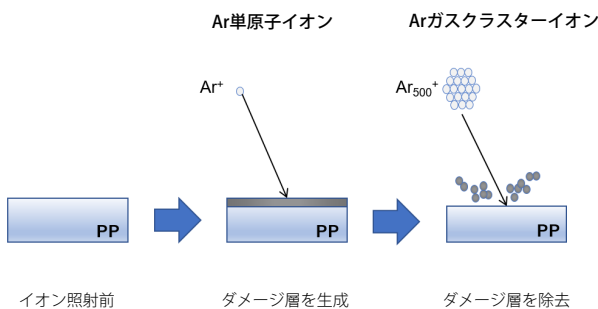 Ar単原子イオン
Arガスクラスターイオン
Ar+
Ar500+
PP
PP
PP
イオン照射前
ダメージ層を生成
ダメージ層を除去